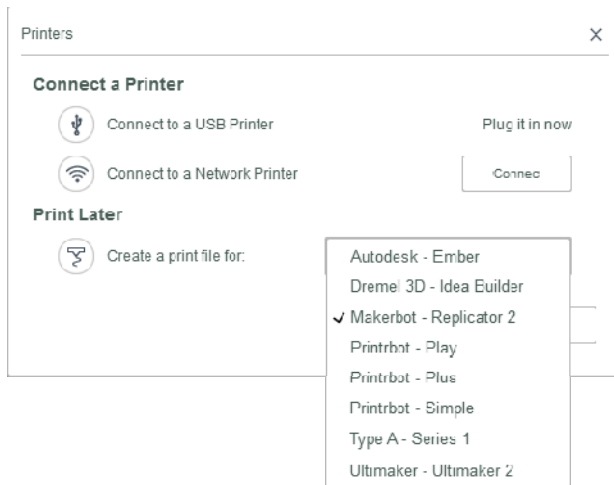 Printers
Connect a Printer
Connect to a USB Printer Plug it in now
Connect to a Network Printer Connec
Print Later
Create a print file for:
Autodesk - Ember
Dremel 3D - Idea Euilder
✓ Makerbot - Replicator 2
Printrbot - Play
Printrbot - Plus
Printrbot - Simple
Type A - Series 1
Ultimaker - Ultimaker 2